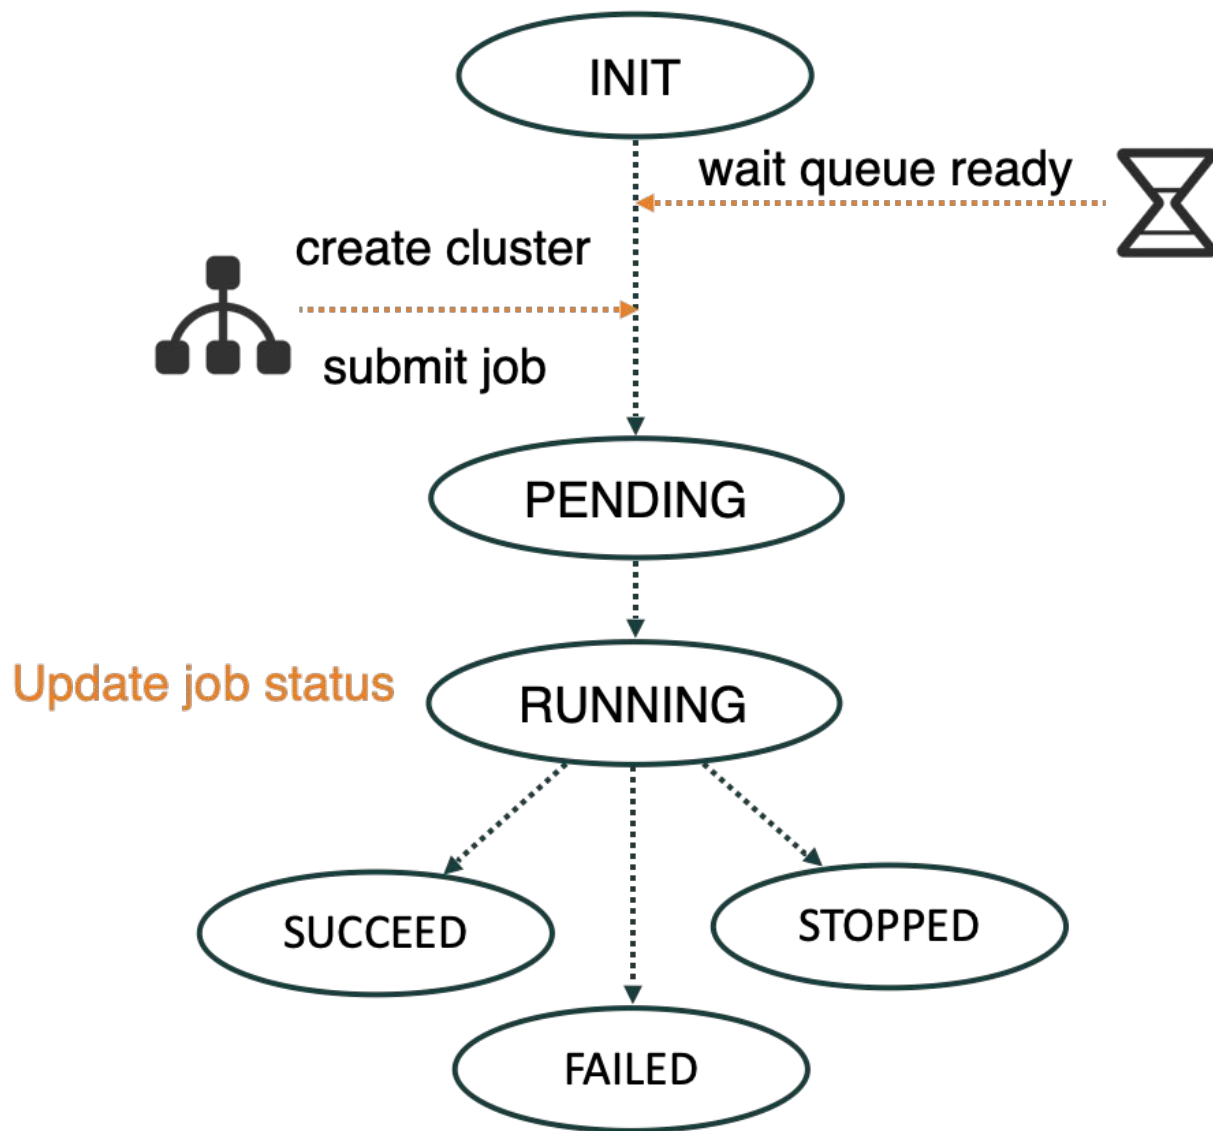 INIT
wait queue ready
create cluster
submit job
PENDING
Update job status
RUNNING
SUCCEED
STOPPED
FAILED